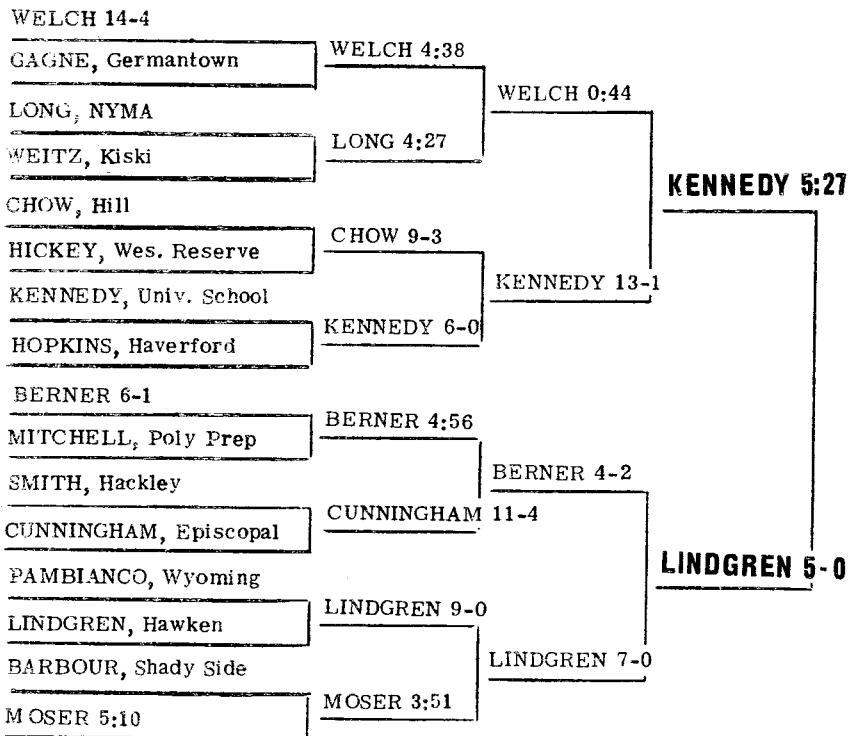 WELCH 14-4
GAGNE, Germantown
LONG, NYMA
WEITZ, Kiski
CHOW, Hill
HICKEY, Wes. Reserve
KENNEDY, Univ. School
HOPKINS, Haverford
BERNER 6-1
MITCHELL, Poly Prep
SMITH, Hackley
CUNNINGHAM, Episcopal
PAMBIANCO, Wyoming
LINDGREN, Hawken
BARBOUR, Shady Side
MOSER 5:10
WELCH 4:38
LONG 4:27
CHOW 9-3
KENNEDY 6-0
BERNER 4:56
CUNNINGHAM 11-4
LINDGREN 9-0
MOSER 3:51
WELCH 0:44
KENNEDY 13-1
BERNER 4-2
LINDGREN 7-0
KENNEDY 5:27
LINDGREN 5-0